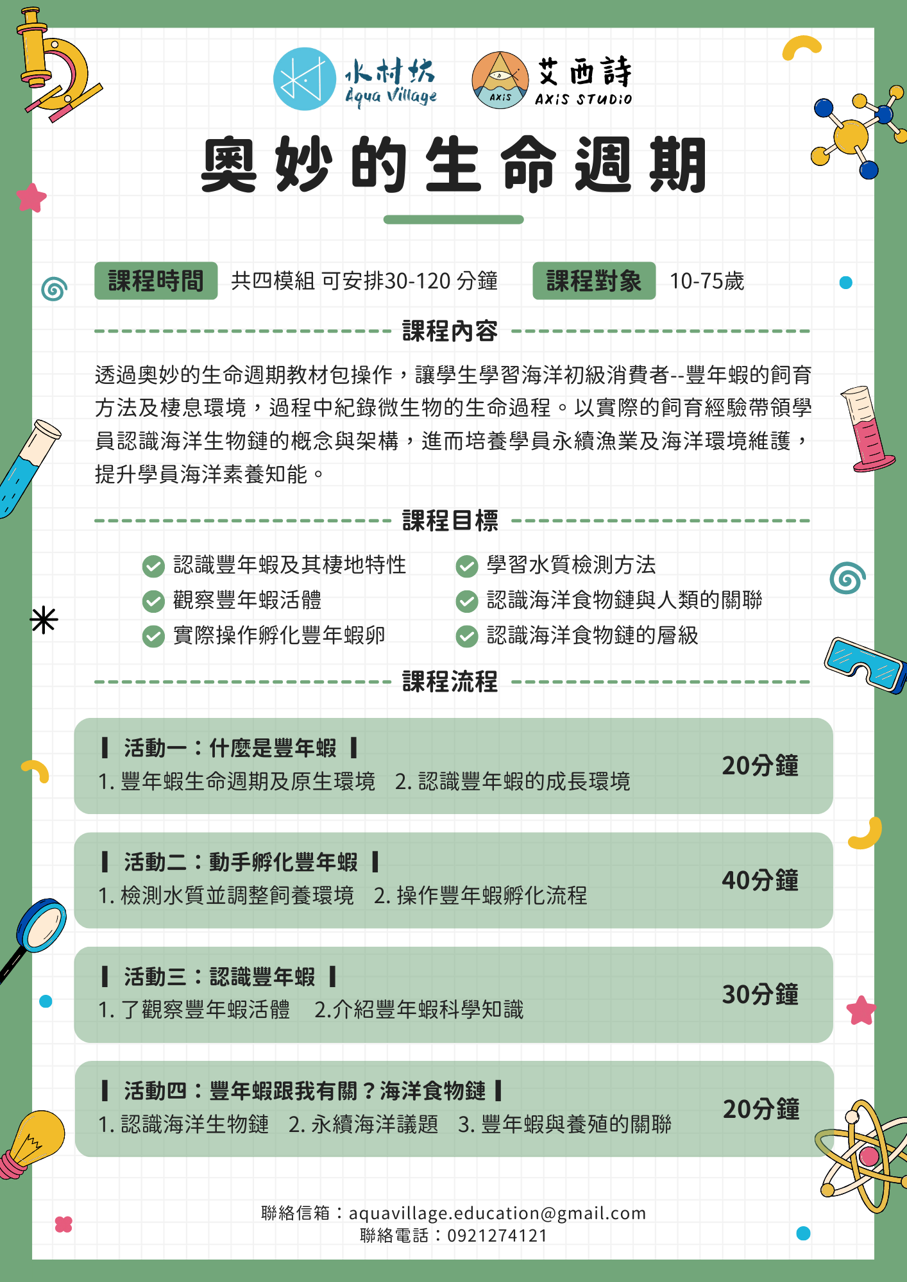 水村坎
Aqua Village
艾西詩
AXiS STUDiO
AXiS
奧妙的生命週期
課程時間 共四模組 可安排30-120 分鐘 課程對象 10-75歲
課程內容
透過奧妙的生命週期教材包操作，讓學生學習海洋初級消費者--豐年蝦的飼育
方法及棲息環境，過程中紀錄微生物的生命過程。以實際的飼育經驗帶領學
員認識海洋生物鏈的概念與架構，進而培養學員永續漁業及海洋環境維護，
提升學員海洋素養知能。
課程目標
認識豐年蝦及其棲地特性
觀察豐年蝦活體
實際操作孵化豐年蝦卵
學習水質檢測方法
認識海洋食物鏈與人類的關聯
認識海洋食物鏈的層級
課程流程
活動一：什麼是豐年蝦
1. 豐年蝦生命週期及原生環境 2. 認識豐年蝦的成長環境
20分鐘
活動二：動手孵化豐年蝦
1. 檢測水質並調整飼養環境 2. 操作豐年蝦孵化流程
40分鐘
活動三：認識豐年蝦
1. 了觀察豐年蝦活體 2.介紹豐年蝦科學知識
30分鐘
活動四：豐年蝦跟我有關？海洋食物鏈
1. 認識海洋生物鏈 2. 永續海洋議題 3. 豐年蝦與養殖的關聯
20分鐘
聯絡信箱：aquavillage.education@gmail.com
聯絡電話：0921274121